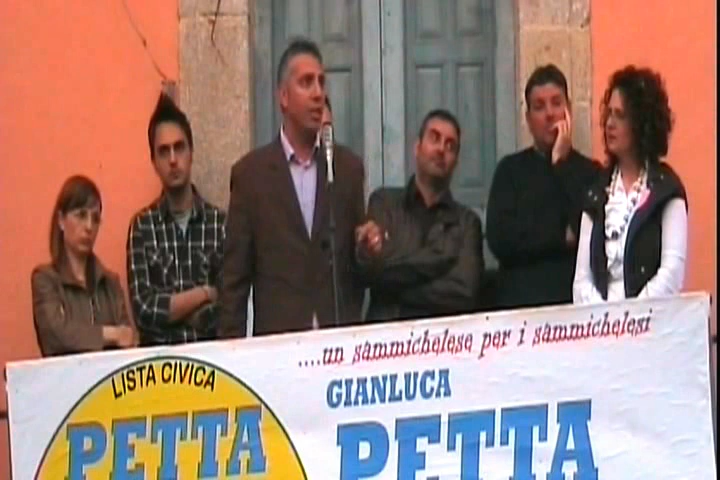 ....un sammichelese per i sammichelesi
LISTA CIVICA
PETTA
GIANLUCA
PETTA